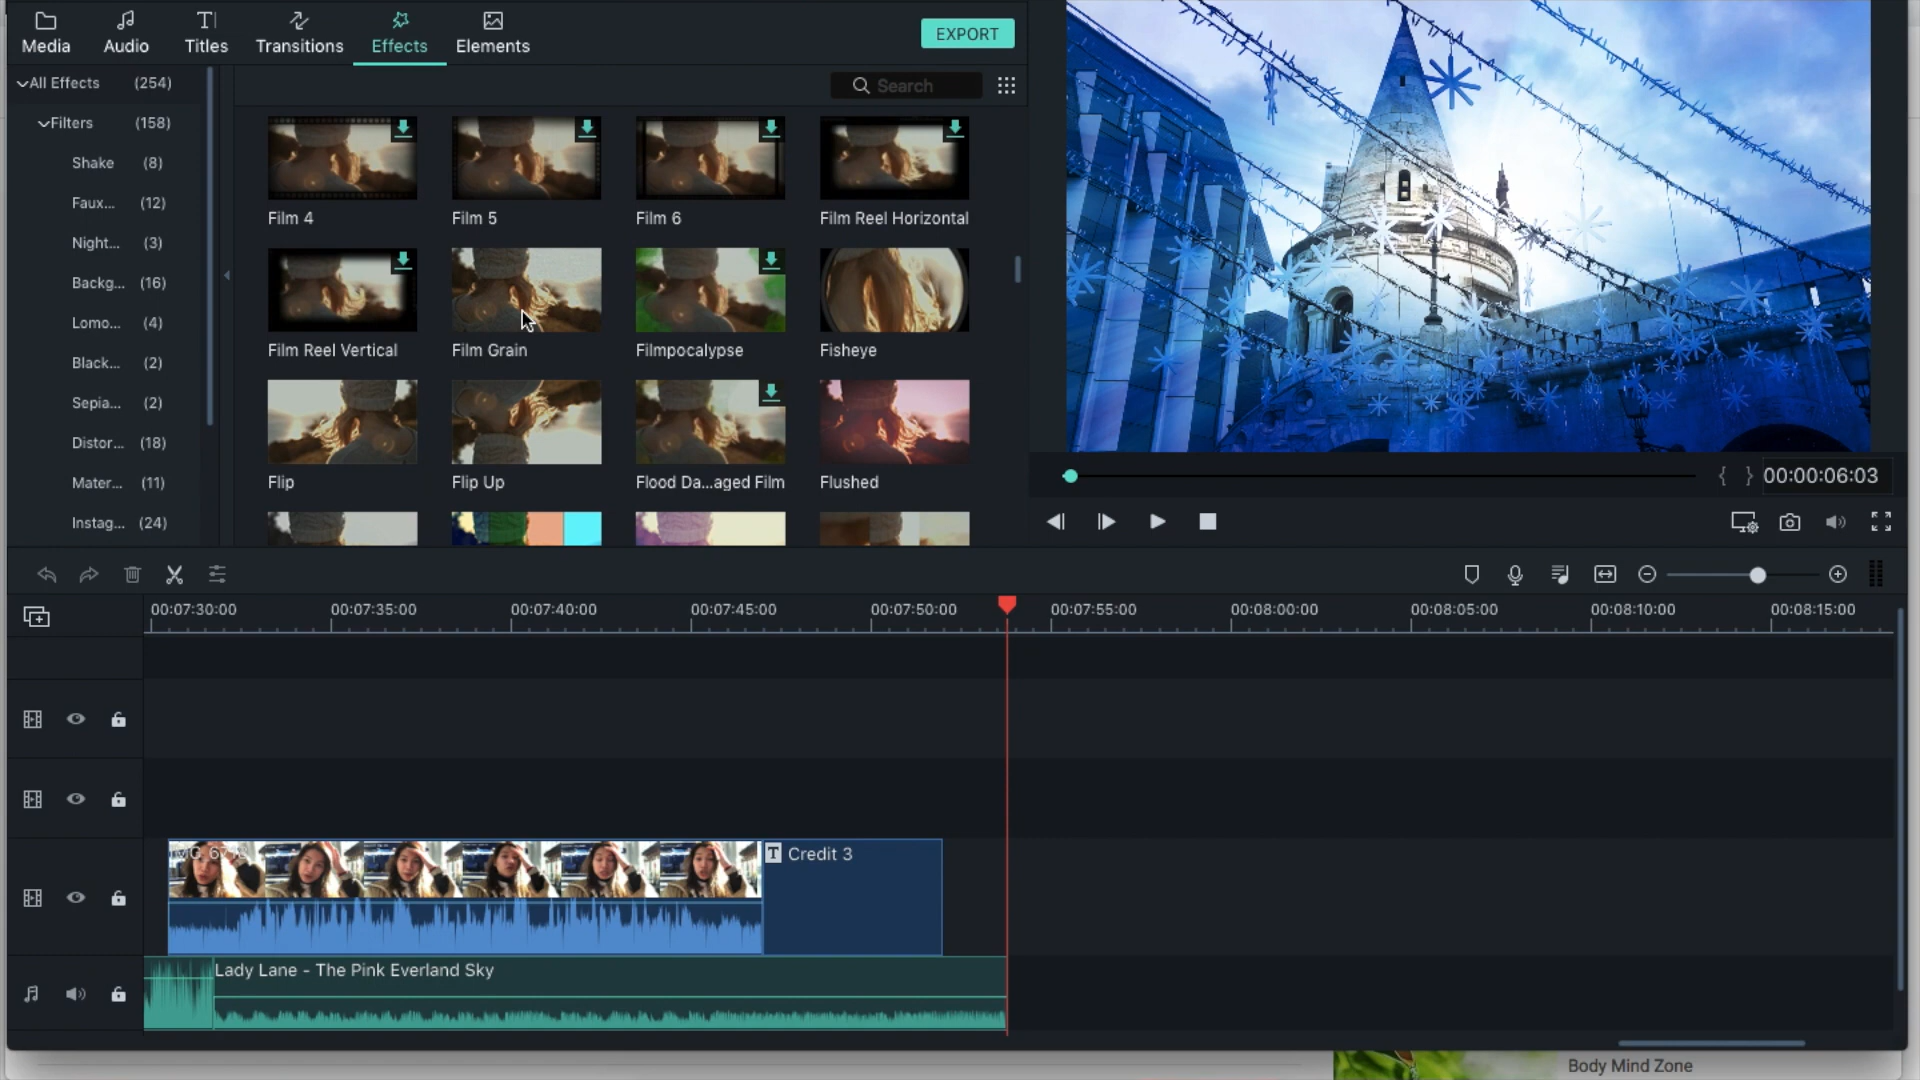 Media
Audio
Titles
Transitions
Effects
Elements
EXPORT
All Effects (254)
Search
Filters (158)
Shake (8)
Faux... (12)
Night... (3)
Backg... (16)
Lomo... (4)
Black... (2)
Sepia... (2)
Distor... (18)
Mater... (11)
Instag... (24)
Film 4
Film 5
Film 6
Film Reel Horizontal
Film Reel Vertical
Film Grain
Filmpocalypse
Fisheye
Flip
Flip Up
Flood Da...aged Film
Flushed
{ } 00:00:06:03
00:07:30:00
00:07:35:00
00:07:40:00
00:07:45:00
00:07:50:00
00:07:55:00
00:08:00:00
00:08:05:00
00:08:10:00
00:08:15:00
T Credit 3
Lady Lane - The Pink Everland Sky
Body Mind Zone